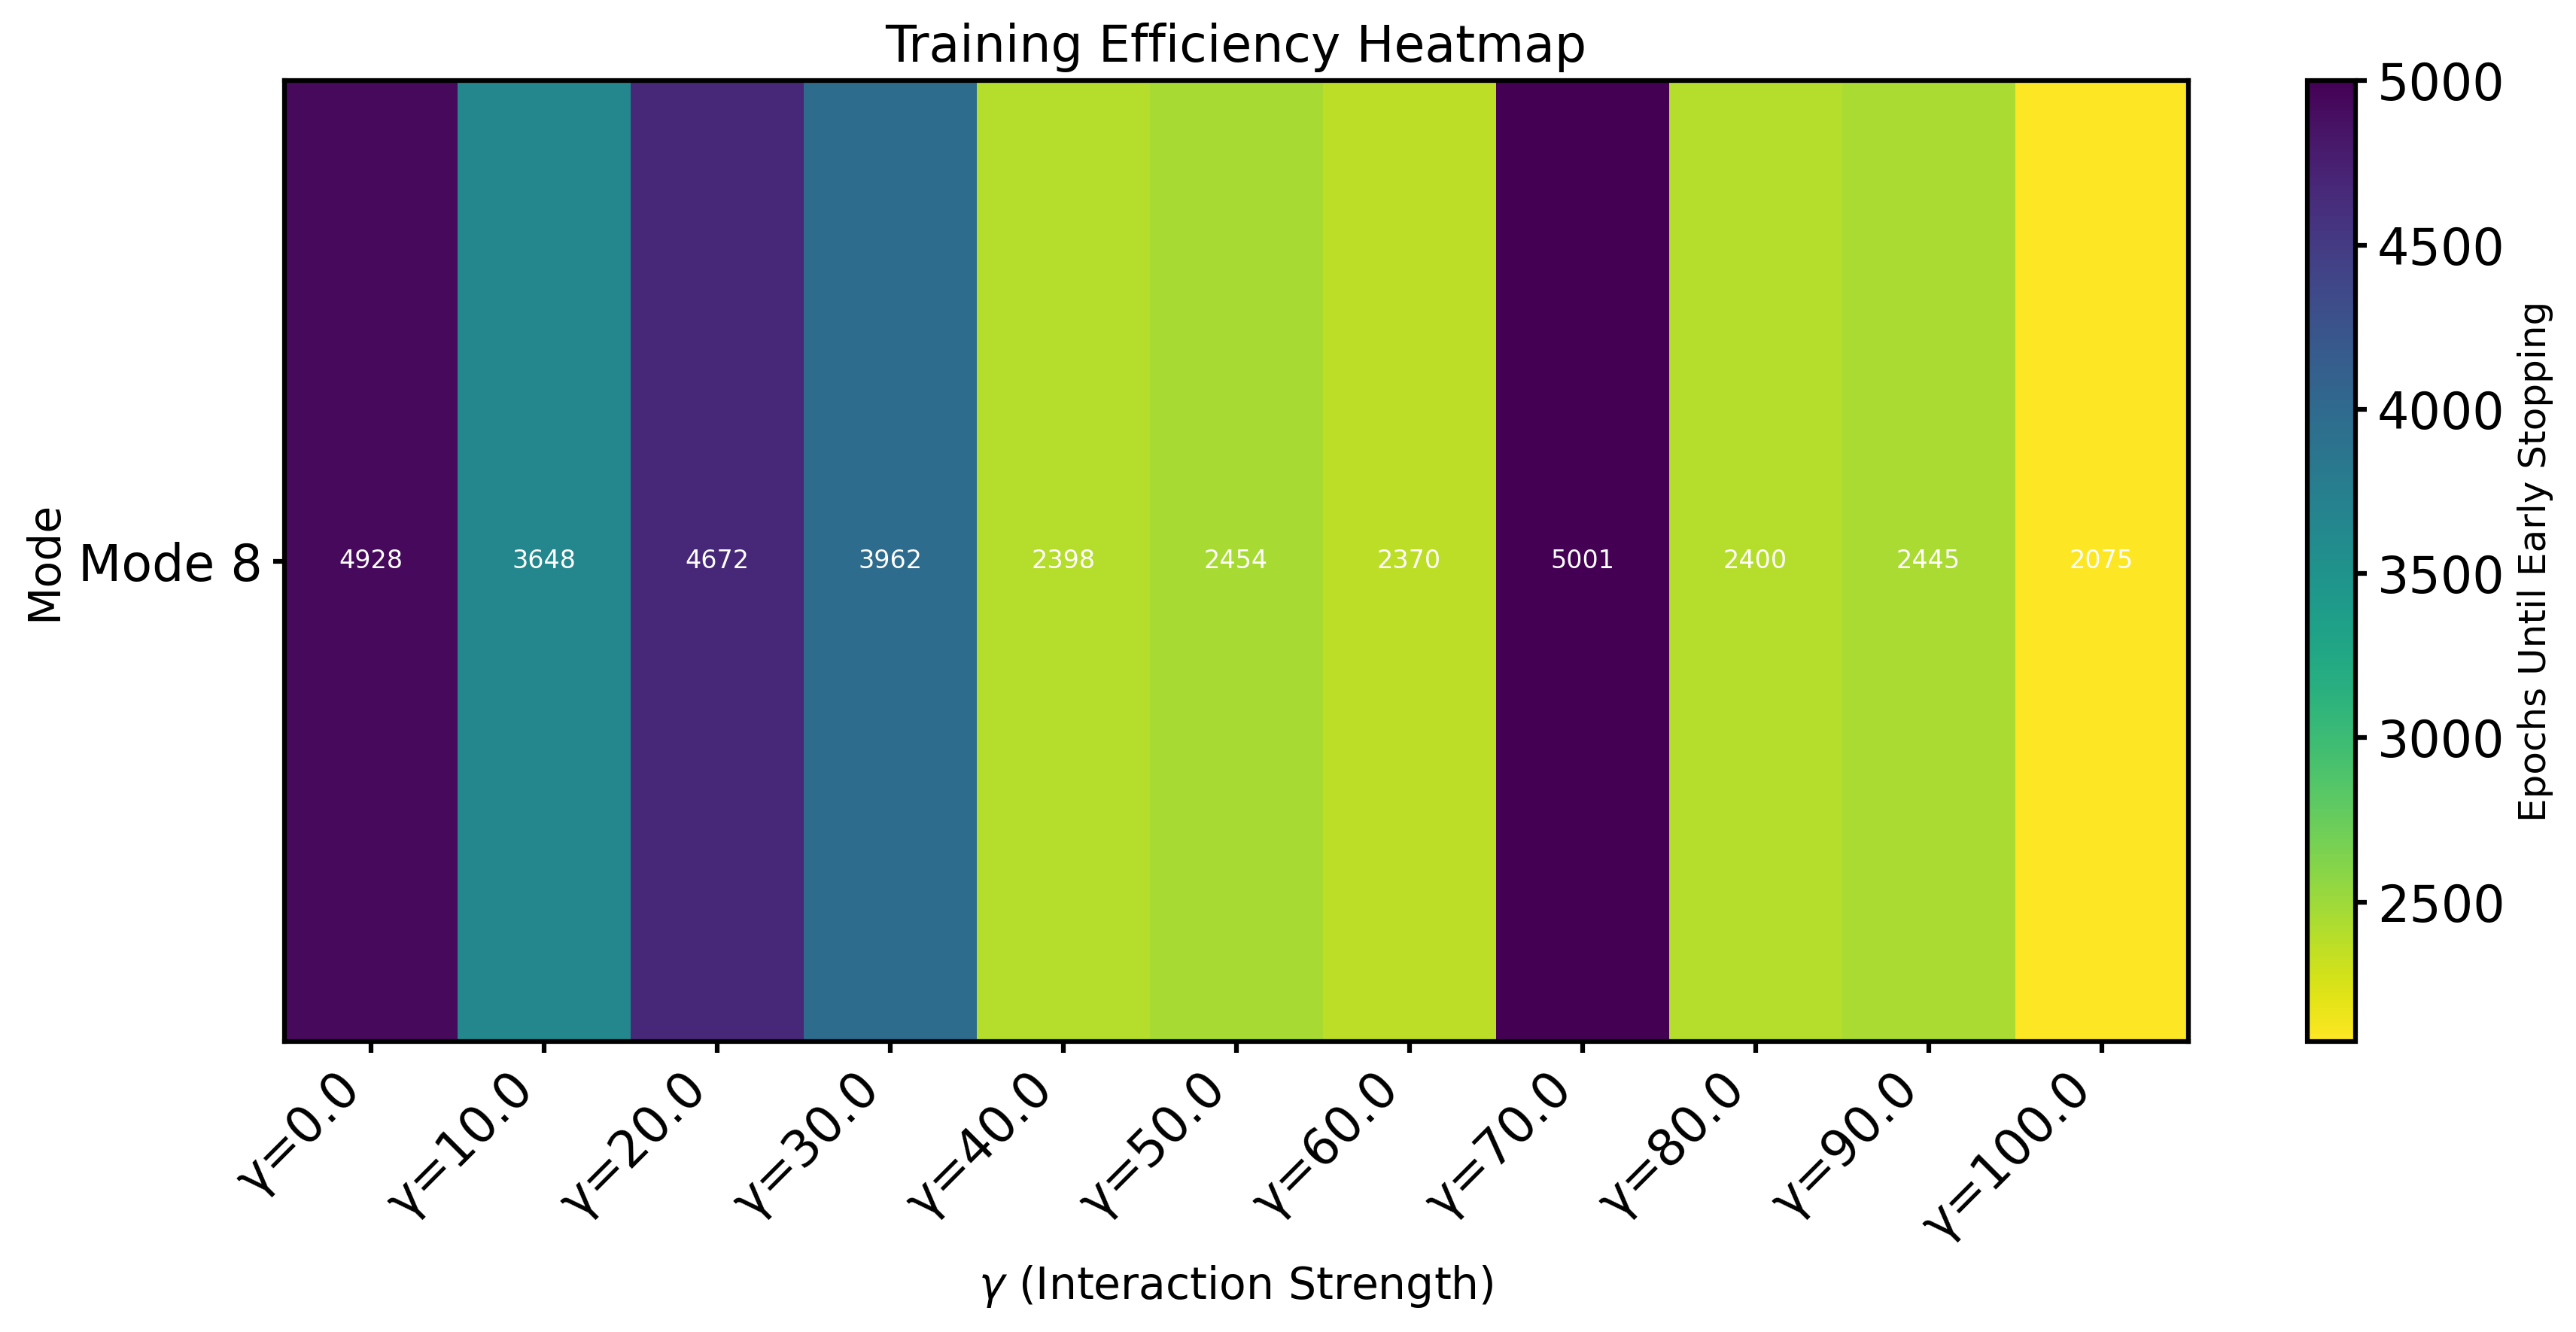 Training Efficiency Heatmap
Mode
Mode 8
4928 3648 4672 3962 2398 2454 2370 5001 2400 2445 2075
γ=0.0 γ=10.0 γ=20.0 γ=30.0 γ=40.0 γ=50.0 γ=60.0 γ=70.0 γ=80.0 γ=90.0 γ=100.0
γ (Interaction Strength)
5000
4500
4000
3500
3000
2500
Epochs Until Early Stopping